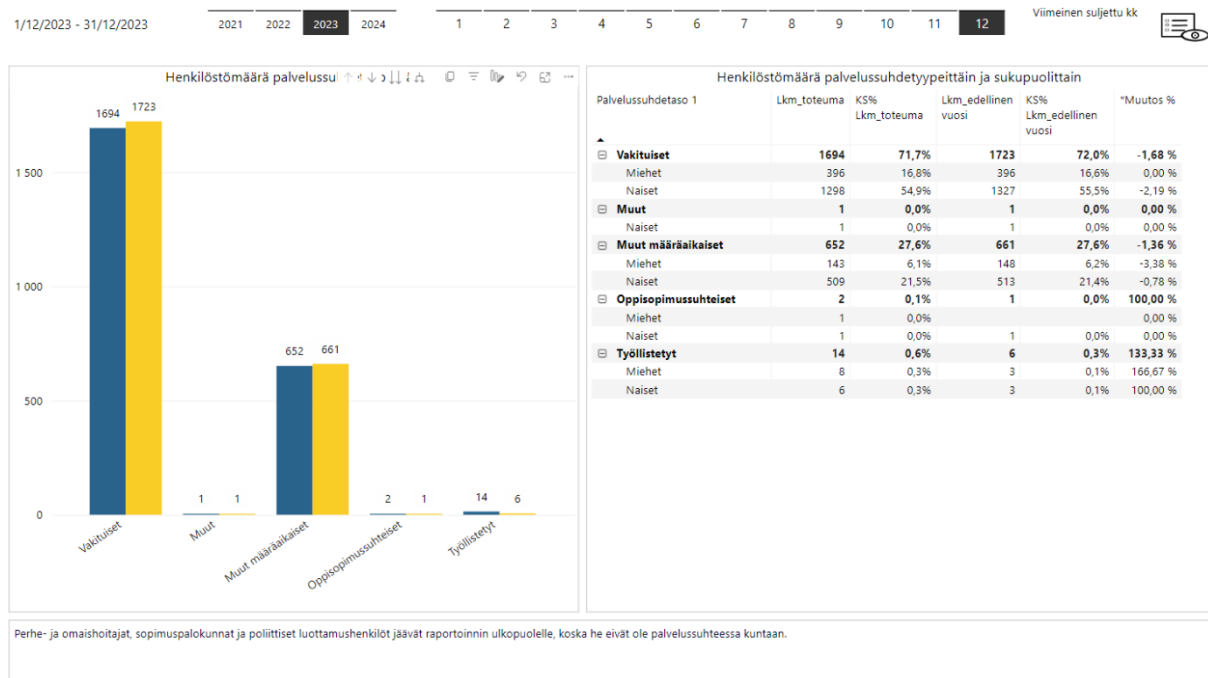 1/12/2023 - 31/12/2023
2021 2022 2023 2024
1 2 3 4 5 6 7 8 9 10 11 12
Viimeinen suljettu kk
Henkilöstömäärä palvelussu
1694 1723
652 661
1 1
2 1
14 6
1 500
1 000
500
0
Vakituiset
Muut
Muut määräaikaiset
Oppisopimussuhteiset
Työllistetyt
Henkilöstömäärä palvelussuhdetyypeittäin ja sukupuolittain
Palvelussuhdetaso 1 Lkm_toteuma KS% Lkm_edellinen KS% *Muutos %
Lkm_toteuma vuosi Lkm_edellinen
vuosi
Vakituiset 1694 71,7% 1723 72,0% -1,68 %
Miehet 396 16,8% 396 16,6% 0,00 %
Naiset 1298 54,9% 1327 55,5% -2,19 %
Muut 1 0,0% 1 0,0% 0,00 %
Naiset 1 0,0% 1 0,0% 0,00 %
Muut määräaikaiset 652 27,6% 661 27,6% -1,36 %
Miehet 143 6,1% 148 6,2% -3,38 %
Naiset 509 21,5% 513 21,4% -0,78 %
Oppisopimussuhteiset 2 0,1% 1 0,0% 100,00 %
Miehet 1 0,0% 0,00 %
Naiset 1 0,0% 1 0,0% 0,00 %
Työllistetyt 14 0,6% 6 0,3% 133,33 %
Miehet 8 0,3% 3 0,1% 166,67 %
Naiset 6 0,3% 3 0,1% 100,00 %
Perhe- ja omaishoitajat, sopimuspalokunnat ja poliittiset luottamushenkilöt jäävät raportoinnin ulkopuolelle, koska he eivät ole palvelussuhteessa kuntaan.